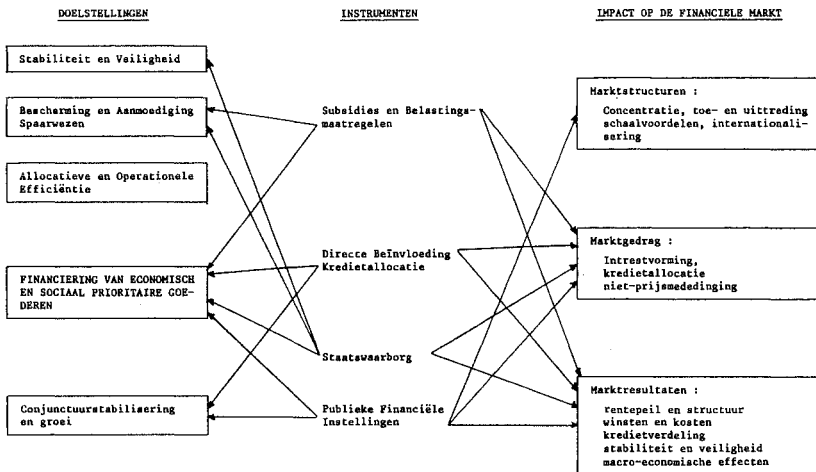 DOELSTELLINGEN
Stabiliteit en Veiligheid
Bescherming en Aanmoediging
Spaarwezen
Allocatieve en Operationele
Efficiëntie
FINANCIERING VAN ECONOMISCH
EN SOCIAAL PRIORITAIRE GOE-
DEREN
Conjunctuurstabilisering
en groei
INSTRUMENTEN
Subsidies en Belastings-
maatregelen
Directe Beïnvloeding
Kredietallocatie
Staatswaarborg
Publieke Financiële
Instellingen
IMPACT OP DE FINANCIELE MARKT
Marktstructuren :
Concentratie, toe- en uittreding
schaalvoordelen, internationali-
sering
Marktgedrag :
Intrestvorming,
kredietallocatie
niet-prijsmededinging
Marktresultaten :
rentepeil en structuur
winsten en kosten
kredietverdeling
stabiliteit en veiligheid
macro-economische effecten